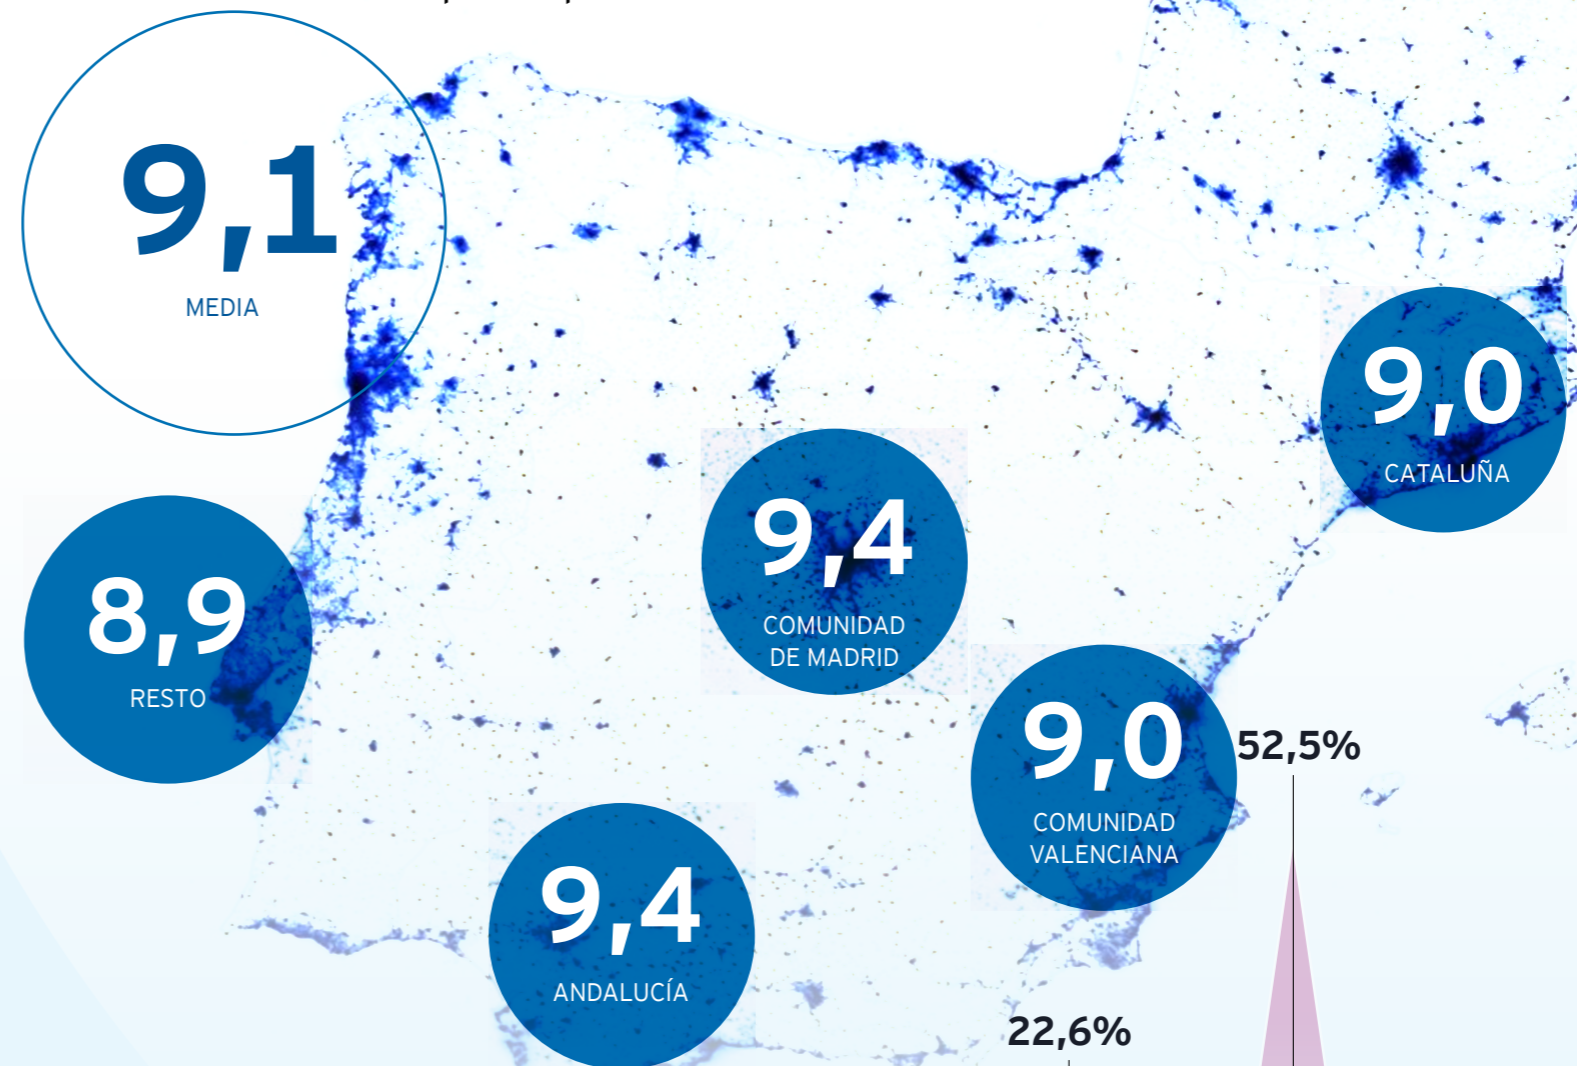 9,1
MEDIA
9,0
CATALUÑA
9,4
COMUNIDAD
DE MADRID
8,9
RESTO
9,0
COMUNIDAD
VALENCIANA
52,5%
9,4
ANDALUCÍA
22,6%